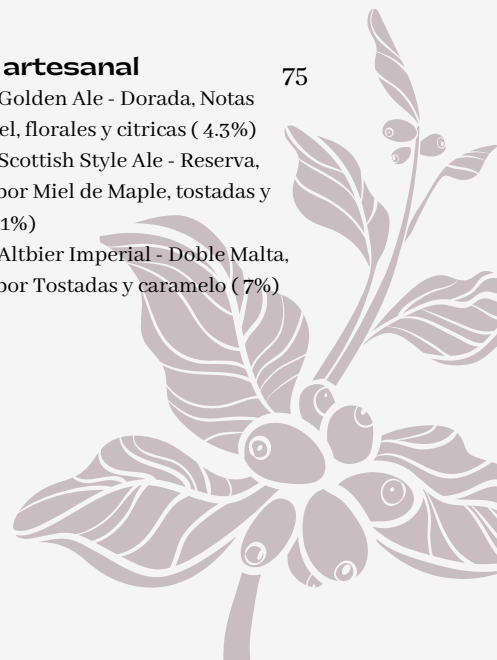 artesanal
75
Golden Ale - Dorada, Notas
el, florales y citricas ( 4.3%)
Scottish Style Ale - Reserva,
por Miel de Maple, tostadas y
1%)
Altbier Imperial - Doble Malta,
por Tostadas y caramelo ( 7%)